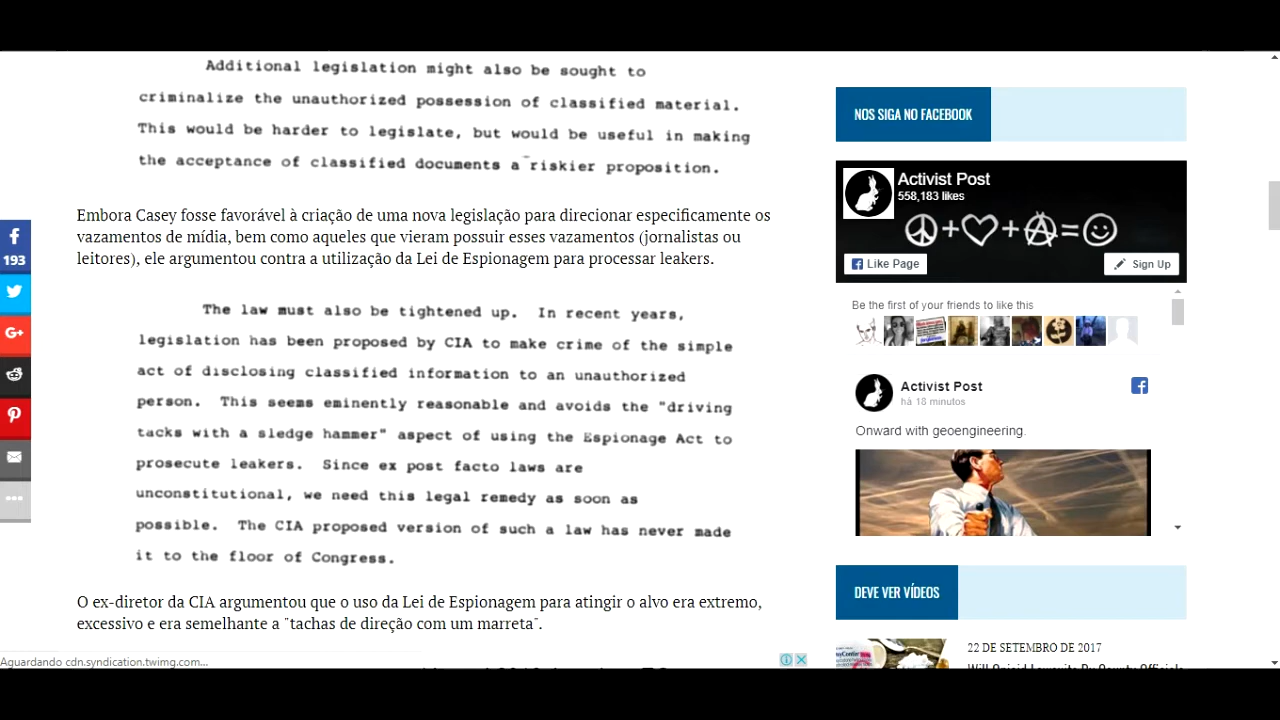 Additional legislation might also be sought to
criminalize the unauthorized possession of classified material.
This would be harder to legislate, but would be useful in making
the acceptance of classified documents a riskier proposition.
Embora Casey fosse favorável à criação de uma nova legislação para direcionar especificamente os
vazamentos de mídia, bem como aqueles que vieram possuir esses vazamentos (jornalistas ou
leitores), ele argumentou contra a utilização da Lei de Espionagem para processar leakers.
The law must also be tightened up. In recent years,
legislation has been proposed by CIA to make crime of the simple
act of disclosing classified information to an unauthorized
person. This seems eminently reasonable and avoids the "driving
tacks with a sledge hammer" aspect of using the Espionage Act to
prosecute leakers. Since ex post facto laws are
unconstitutional, we need this legal remedy as soon as
possible. The CIA proposed version of such a law has never made
it to the floor of Congress.
O ex-diretor da CIA argumentou que o uso da Lei de Espionagem para atingir o alvo era extremo,
excessivo e era semelhante a "tachas de direção com um marreta".
193
Aguardando cdn.syndication.twimg.com...
NOS SIGA NO FACEBOOK
Activist Post
558,183 likes
Like Page
Sign Up
Be the first of your friends to like this
Activist Post
há 18 minutos
Onward with geoengineering.
DEVE VER VÍDEOS
22 DE SETEMBRO DE 2017